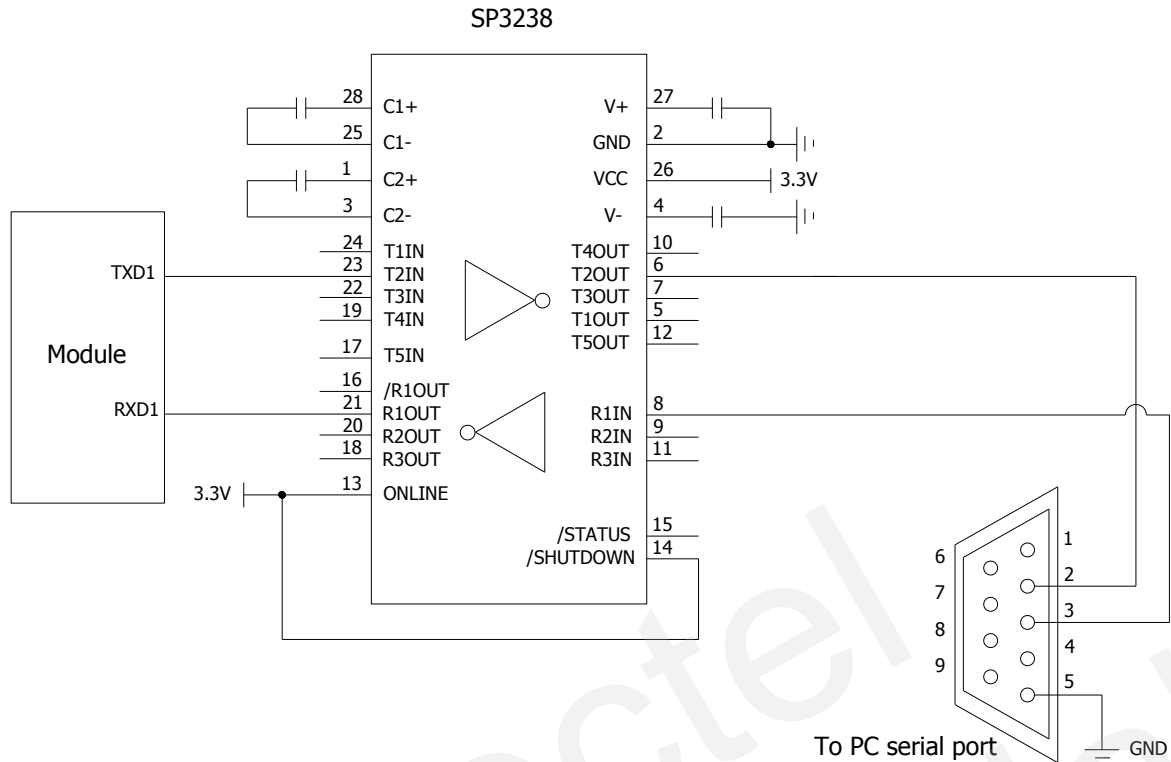 SP3238
28 C1+ V+ 27
25 C1- GND 2
1 C2+ VCC 26 3.3V
3 C2- V- 4
24 T1IN T4OUT 10
TXD1 23 T2IN T2OUT 6
22 T3IN T3OUT 7
19 T4IN T1OUT 5
T5OUT 12
17 T5IN
Module
16 /R1OUT
RXD1 21 R1OUT R1IN 8
20 R2OUT R2IN 9
18 R3OUT R3IN 11
3.3V 13 ONLINE
/STATUS 15
/SHUTDOWN 14
1
6
2
7
3
8
4
9
5
To PC serial port
GND